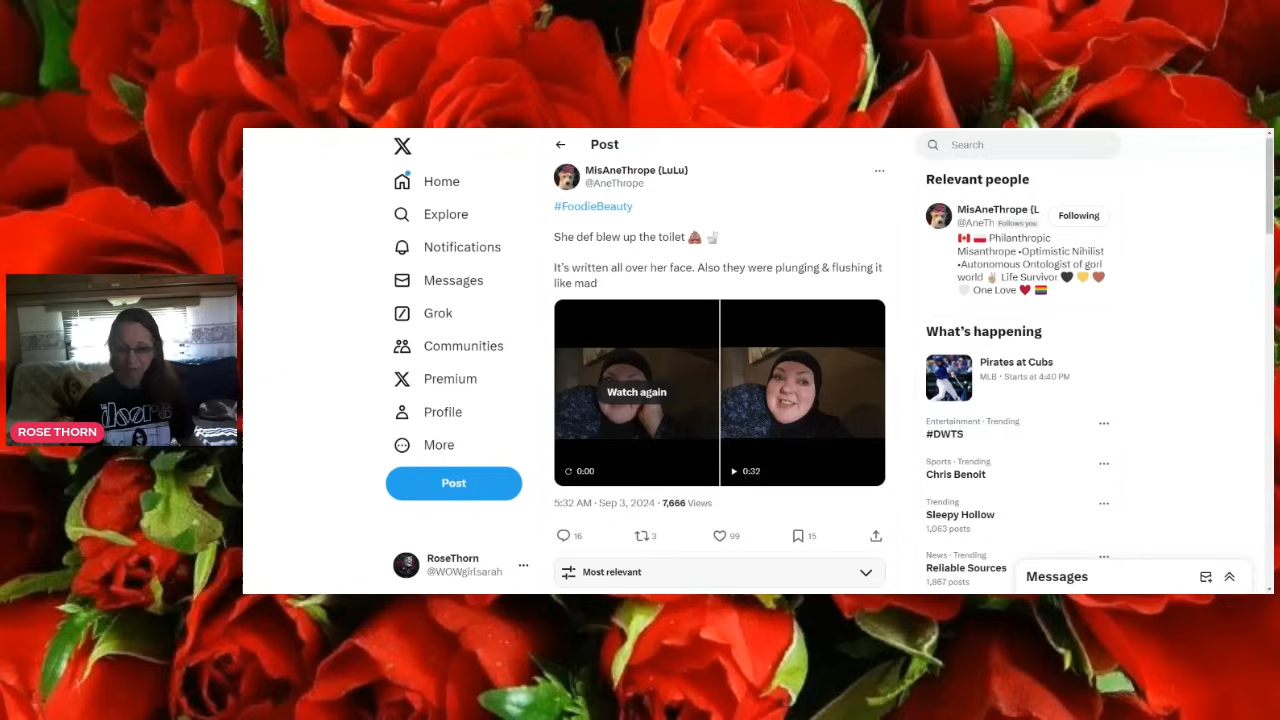 Home
Explore
Notifications
Messages
Grok
Communities
Premium
Profile
More
Post
RoseThorn
@WOWgirlsarah
Post
MisAneThrope {LuLu}
@AneThrope
#FoodieBeauty
She def blew up the toilet 💩 🚽
It's written all over her face. Also they were plunging & flushing it
like mad
Watch again
0:00
0:32
5:32 AM · Sep 3, 2024 · 7,666 Views
16 3 99 15
Most relevant
Search
Relevant people
MisAneThrope {L
Following
@AneTh Follows you
🇨🇦 🇵🇱 Philanthropic
Misanthrope •Optimistic Nihilist
•Autonomous Ontologist of gorl
world ✌🏼 Life Survivor 🖤 💛 🤎
🤍 One Love ♥️ 🏳️‍🌈
What's happening
Pirates at Cubs
MLB · Starts at 4:40 PM
Entertainment · Trending
#DWTS
Sports · Trending
Chris Benoit
Trending
Sleepy Hollow
1,063 posts
News · Trending
Reliable Sources
1,867 posts
Messages
doors
ROSE THORN